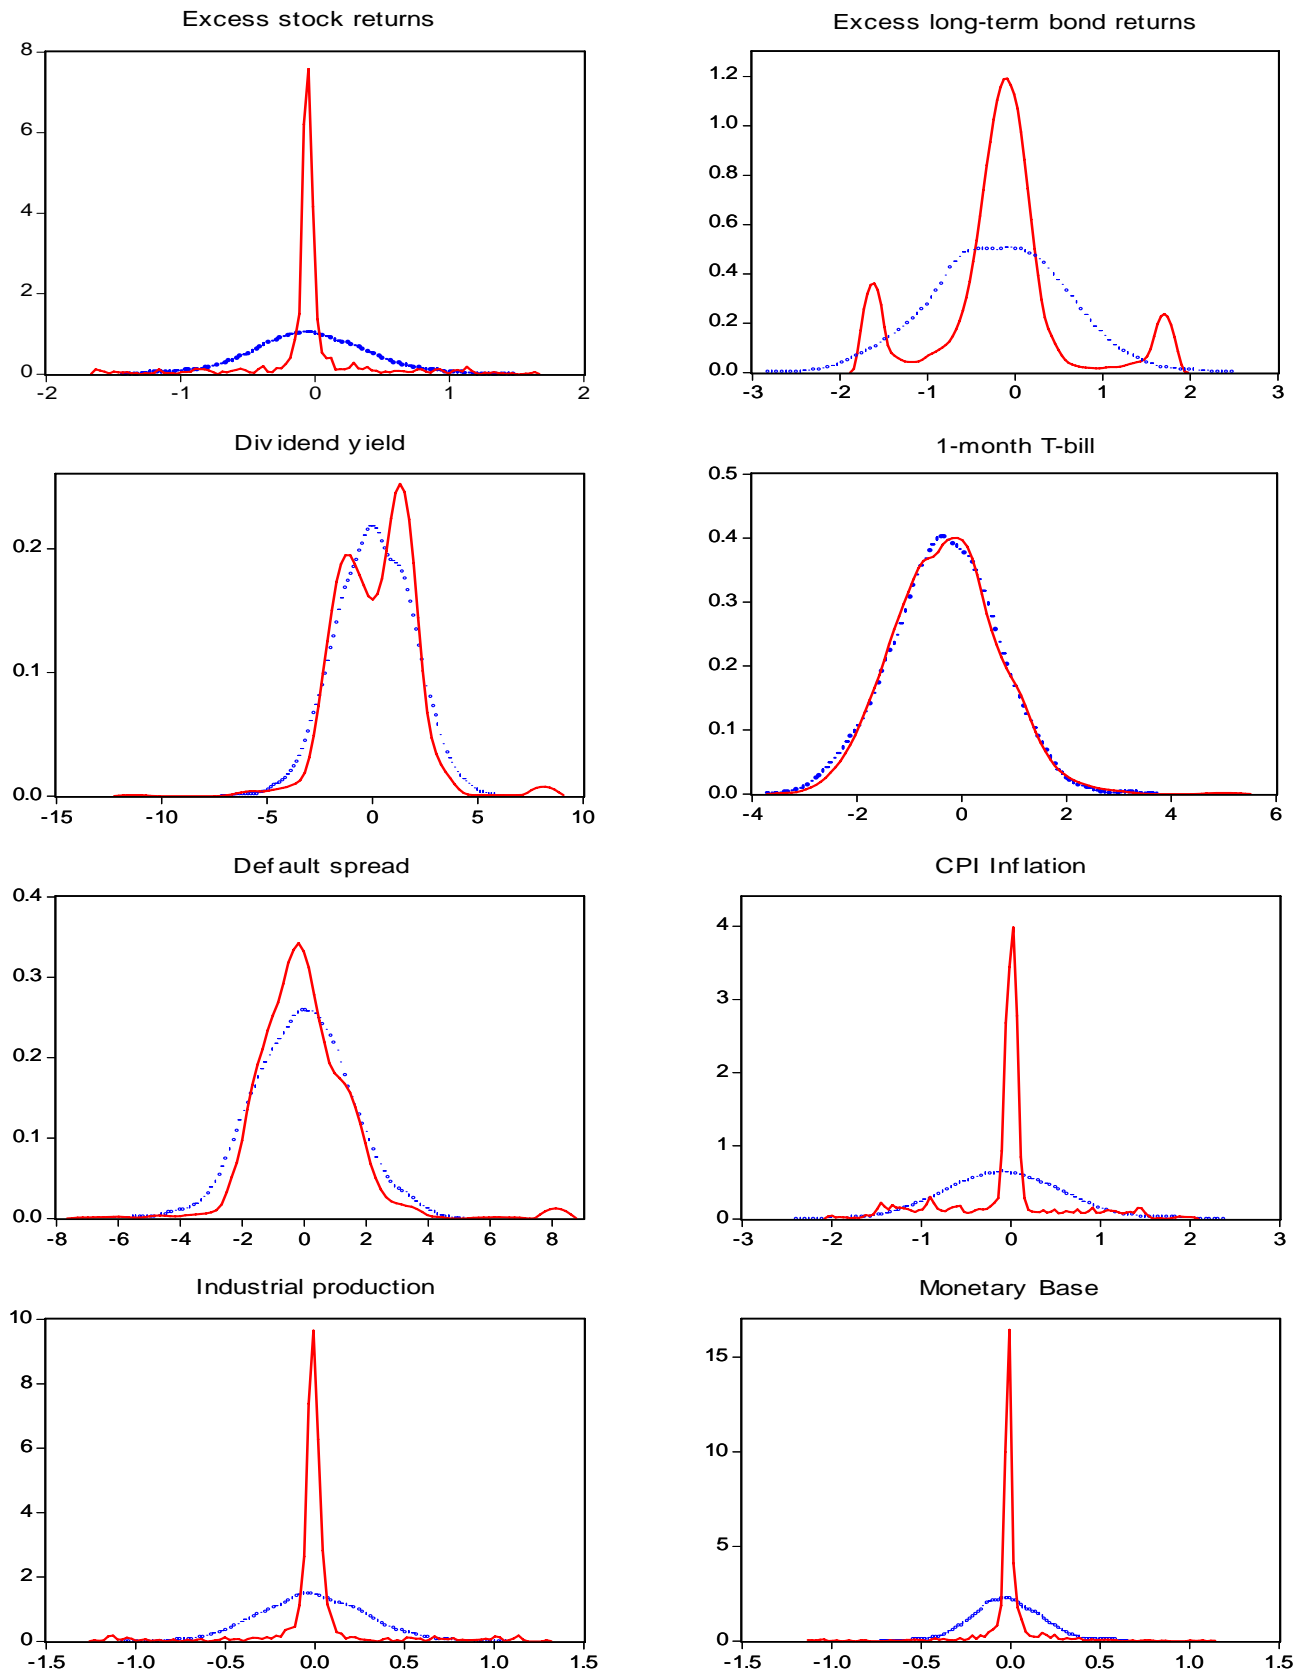 Excess stock returns
8
6
4
2
0
-2 -1 0 1 2
Excess long-term bond returns
1.2
1.0
0.8
0.6
0.4
0.2
0.0
-3 -2 -1 0 1 2 3
Dividend yield
0.2
0.1
0.0
-15 -10 -5 0 5 10
1-month T-bill
0.5
0.4
0.3
0.2
0.1
0.0
-4 -2 0 2 4 6
Default spread
0.4
0.3
0.2
0.1
0.0
-8 -6 -4 -2 0 2 4 6 8
CPI Inflation
4
3
2
1
0
-3 -2 -1 0 1 2 3
Industrial production
10
8
6
4
2
0
-1.5 -1.0 -0.5 0.0 0.5 1.0 1.5
Monetary Base
15
10
5
0
-1.5 -1.0 -0.5 0.0 0.5 1.0 1.5